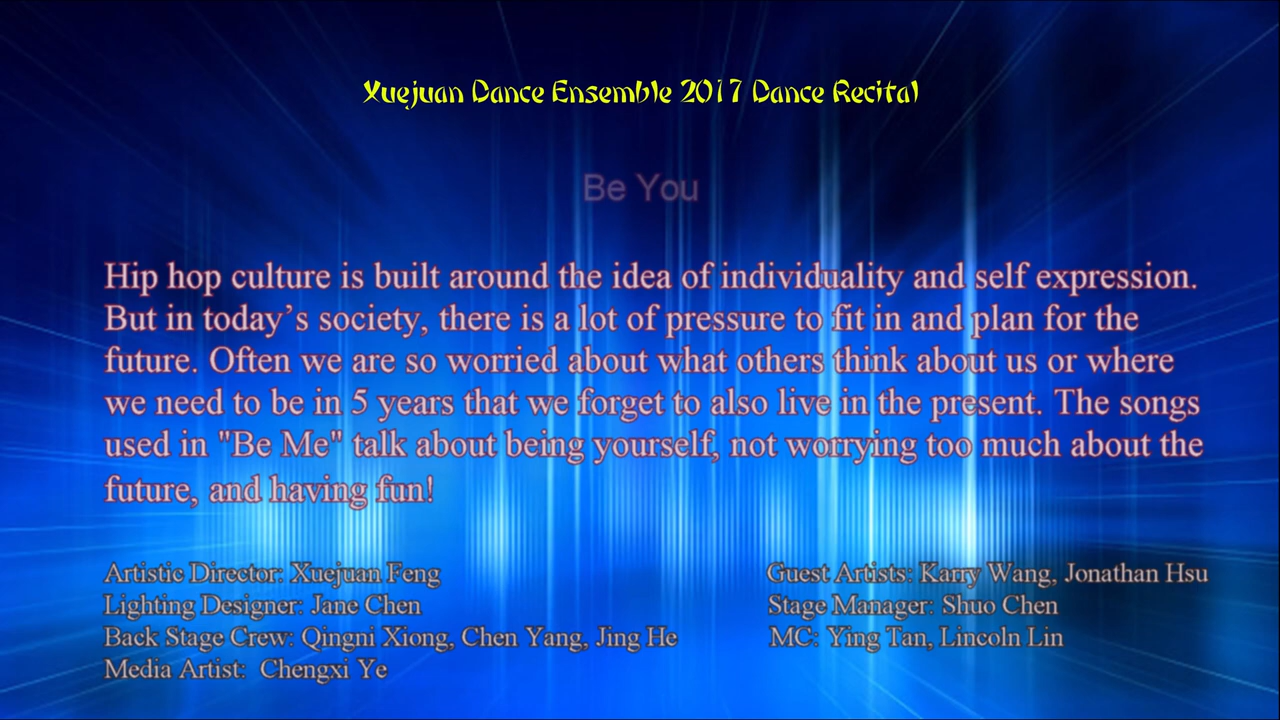 Xuejuan Dance Ensemble 2017 Dance Recital
Be You
Hip hop culture is built around the idea of individuality and self expression.
But in today’s society, there is a lot of pressure to fit in and plan for the
future. Often we are so worried about what others think about us or where
we need to be in 5 years that we forget to also live in the present. The songs
used in "Be Me" talk about being yourself, not worrying too much about the
future, and having fun!
Artistic Director: Xuejuan Feng
Lighting Designer: Jane Chen
Back Stage Crew: Qingni Xiong, Chen Yang, Jing He
Media Artist: Chengxi Ye
Guest Artists: Karry Wang, Jonathan Hsu
Stage Manager: Shuo Chen
MC: Ying Tan, Lincoln Lin